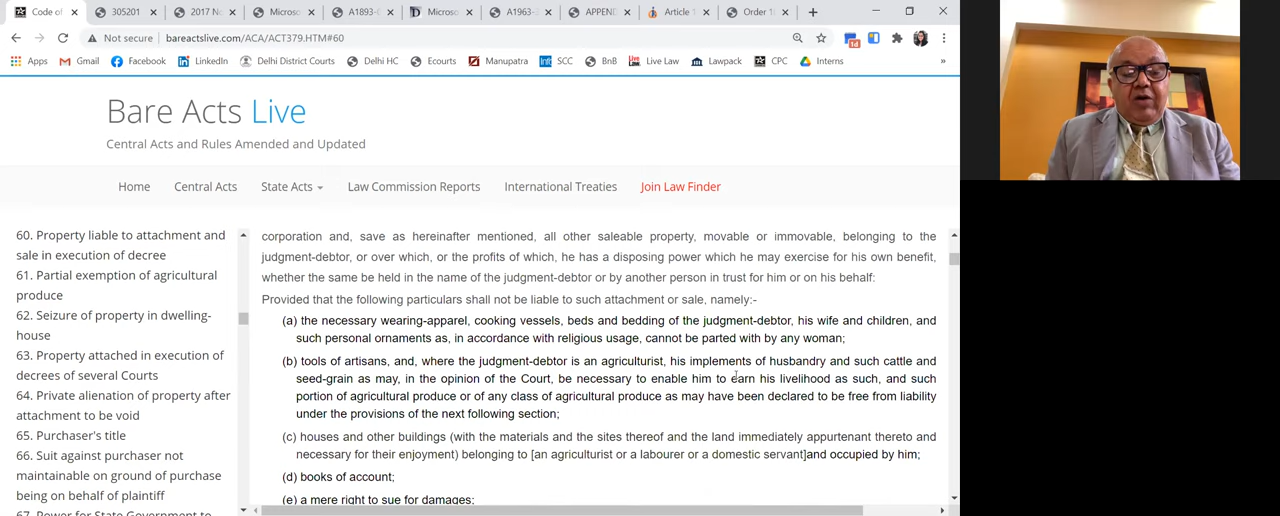 Code of
305201
2017 Ni
Microso
A1893-
Microso
A1963-
APPEND
Article 1
Order 1
Not secure | bareactslive.com/ACA/ACT379.HTM#60
1d
Apps Gmail Facebook LinkedIn Delhi District Courts Delhi HC Ecourts Manupatra SCC BnB Live Law Lawpack CPC Interns »
Bare Acts Live
Central Acts and Rules Amended and Updated
Home Central Acts State Acts Law Commission Reports International Treaties Join Law Finder
60. Property liable to attachment and
sale in execution of decree
61. Partial exemption of agricultural
produce
62. Seizure of property in dwelling-
house
63. Property attached in execution of
decrees of several Courts
64. Private alienation of property after
attachment to be void
65. Purchaser's title
66. Suit against purchaser not
maintainable on ground of purchase
being on behalf of plaintiff
67. Power for State Government to
corporation and, save as hereinafter mentioned, all other saleable property, movable or immovable, belonging to the
judgment-debtor, or over which, or the profits of which, he has a disposing power which he may exercise for his own benefit,
whether the same be held in the name of the judgment-debtor or by another person in trust for him or on his behalf:
Provided that the following particulars shall not be liable to such attachment or sale, namely:-
(a) the necessary wearing-apparel, cooking vessels, beds and bedding of the judgment-debtor, his wife and children, and
such personal ornaments as, in accordance with religious usage, cannot be parted with by any woman;
(b) tools of artisans, and, where the judgment-debtor is an agriculturist, his implements of husbandry and such cattle and
seed-grain as may, in the opinion of the Court, be necessary to enable him to earn his livelihood as such, and such
portion of agricultural produce or of any class of agricultural produce as may have been declared to be free from liability
under the provisions of the next following section;
(c) houses and other buildings (with the materials and the sites thereof and the land immediately appurtenant thereto and
necessary for their enjoyment) belonging to [an agriculturist or a labourer or a domestic servant]and occupied by him;
(d) books of account;
(e) a mere right to sue for damages;